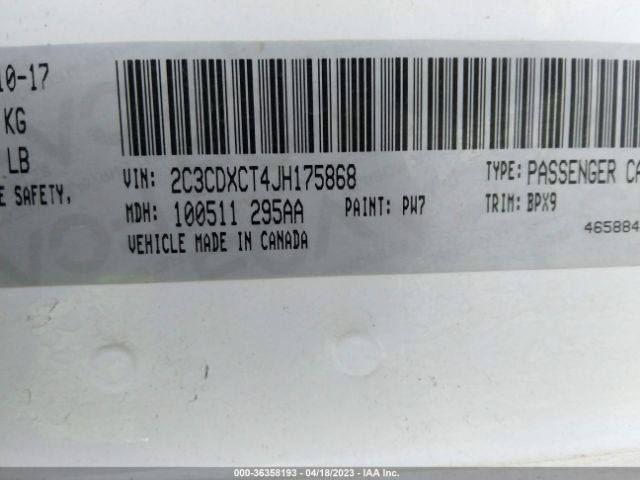 10-17
KG
LB
E SAFETY,
VIN: 2C3CDXCT4JH175868
TYPE: PASSENGER CA
MDH: 100511 295AA
PAINT: PW7
TRIM: BPX9
VEHICLE MADE IN CANADA
465884
000-36358193 - 04/18/2023 - IAA Inc.